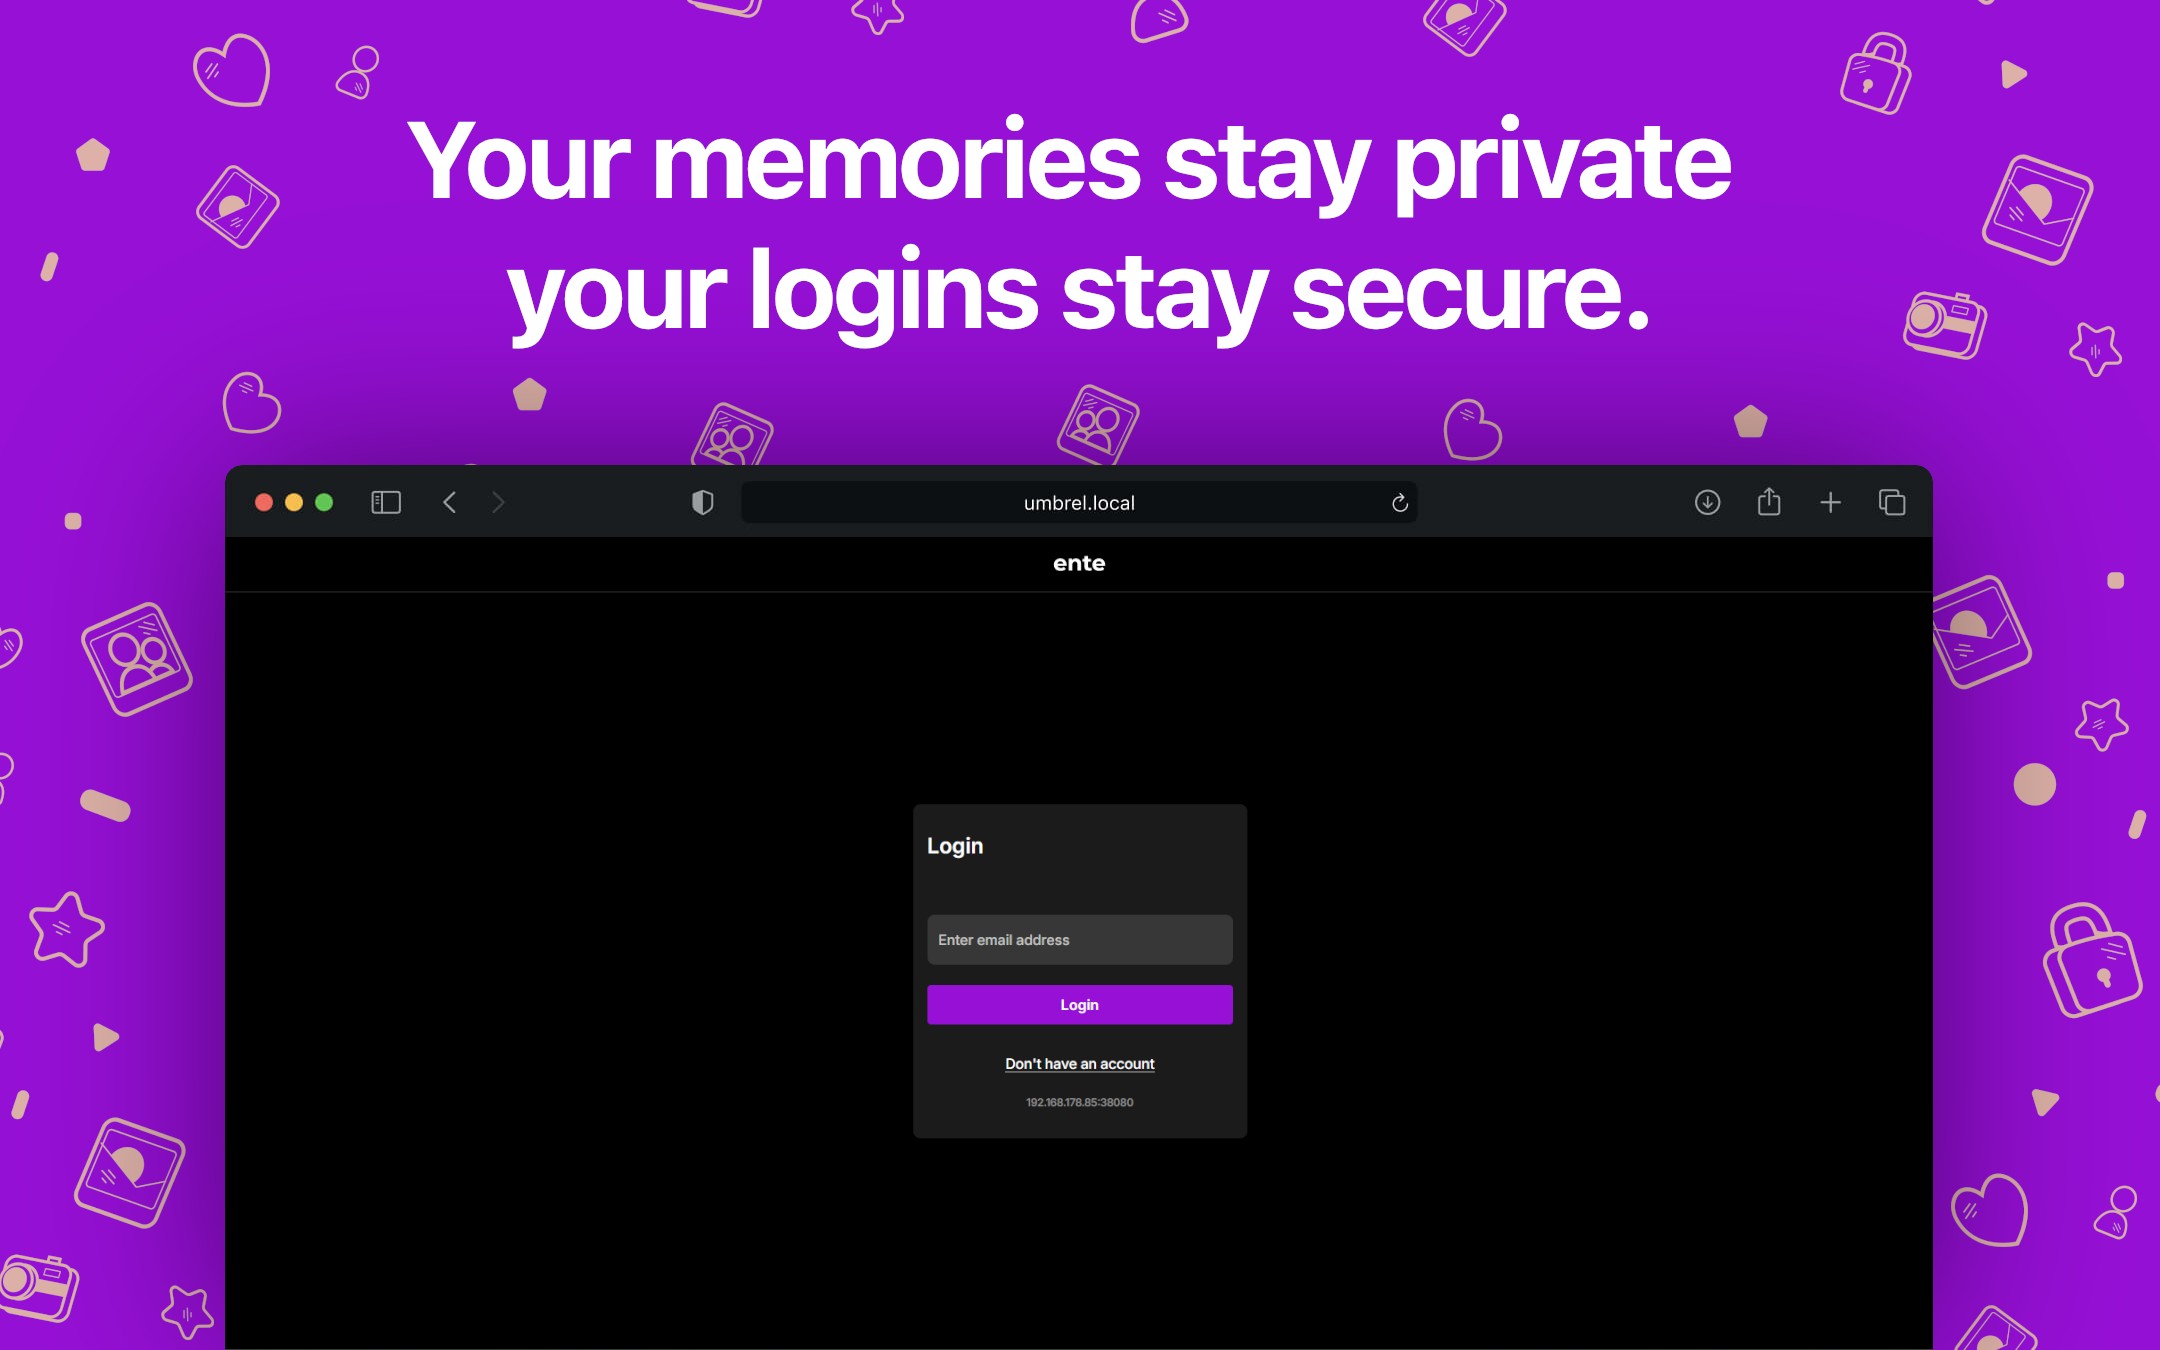 Your memories stay private
your logins stay secure.
umbrel.local
ente
Login
Enter email address
Login
Don't have an account
192.168.178.85:38080